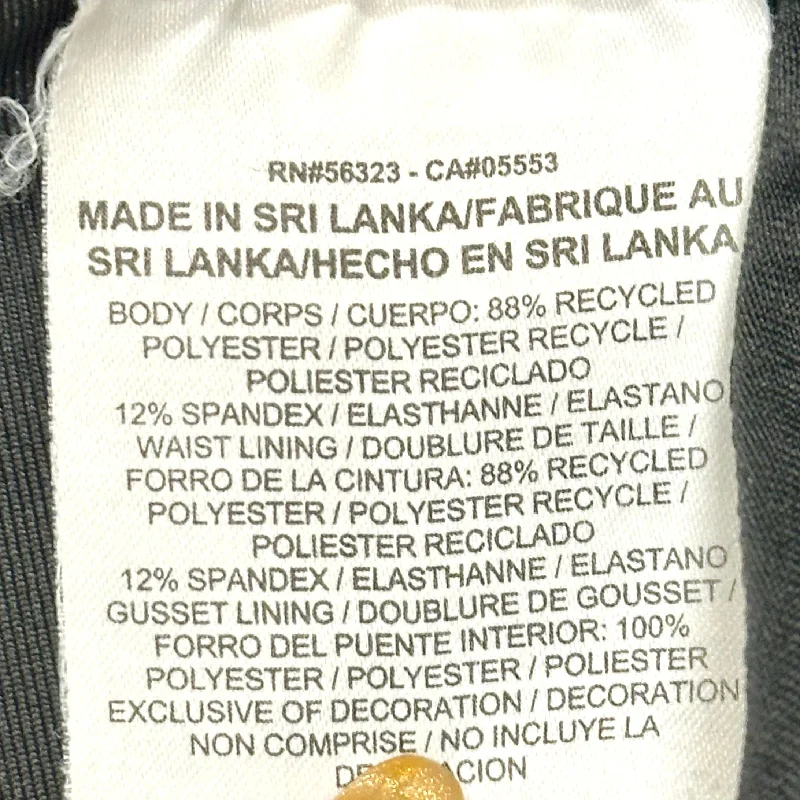 RN#56323 - CA#05553
MADE IN SRI LANKA/FABRIQUE AU
SRI LANKA/HECHO EN SRI LANKA
BODY / CORPS / CUERPO: 88% RECYCLED
POLYESTER / POLYESTER RECYCLE /
POLIESTER RECICLADO
12% SPANDEX / ELASTHANNE / ELASTANO
WAIST LINING / DOUBLURE DE TAILLE /
FORRO DE LA CINTURA: 88% RECYCLED
POLYESTER / POLYESTER RECYCLE /
POLIESTER RECICLADO
12% SPANDEX / ELASTHANNE / ELASTANO
GUSSET LINING / DOUBLURE DE GOUSSET /
FORRO DEL PUENTE INTERIOR: 100%
POLYESTER / POLYESTER / POLIESTER
EXCLUSIVE OF DECORATION / DECORATION
NON COMPRISE / NO INCLUYE LA